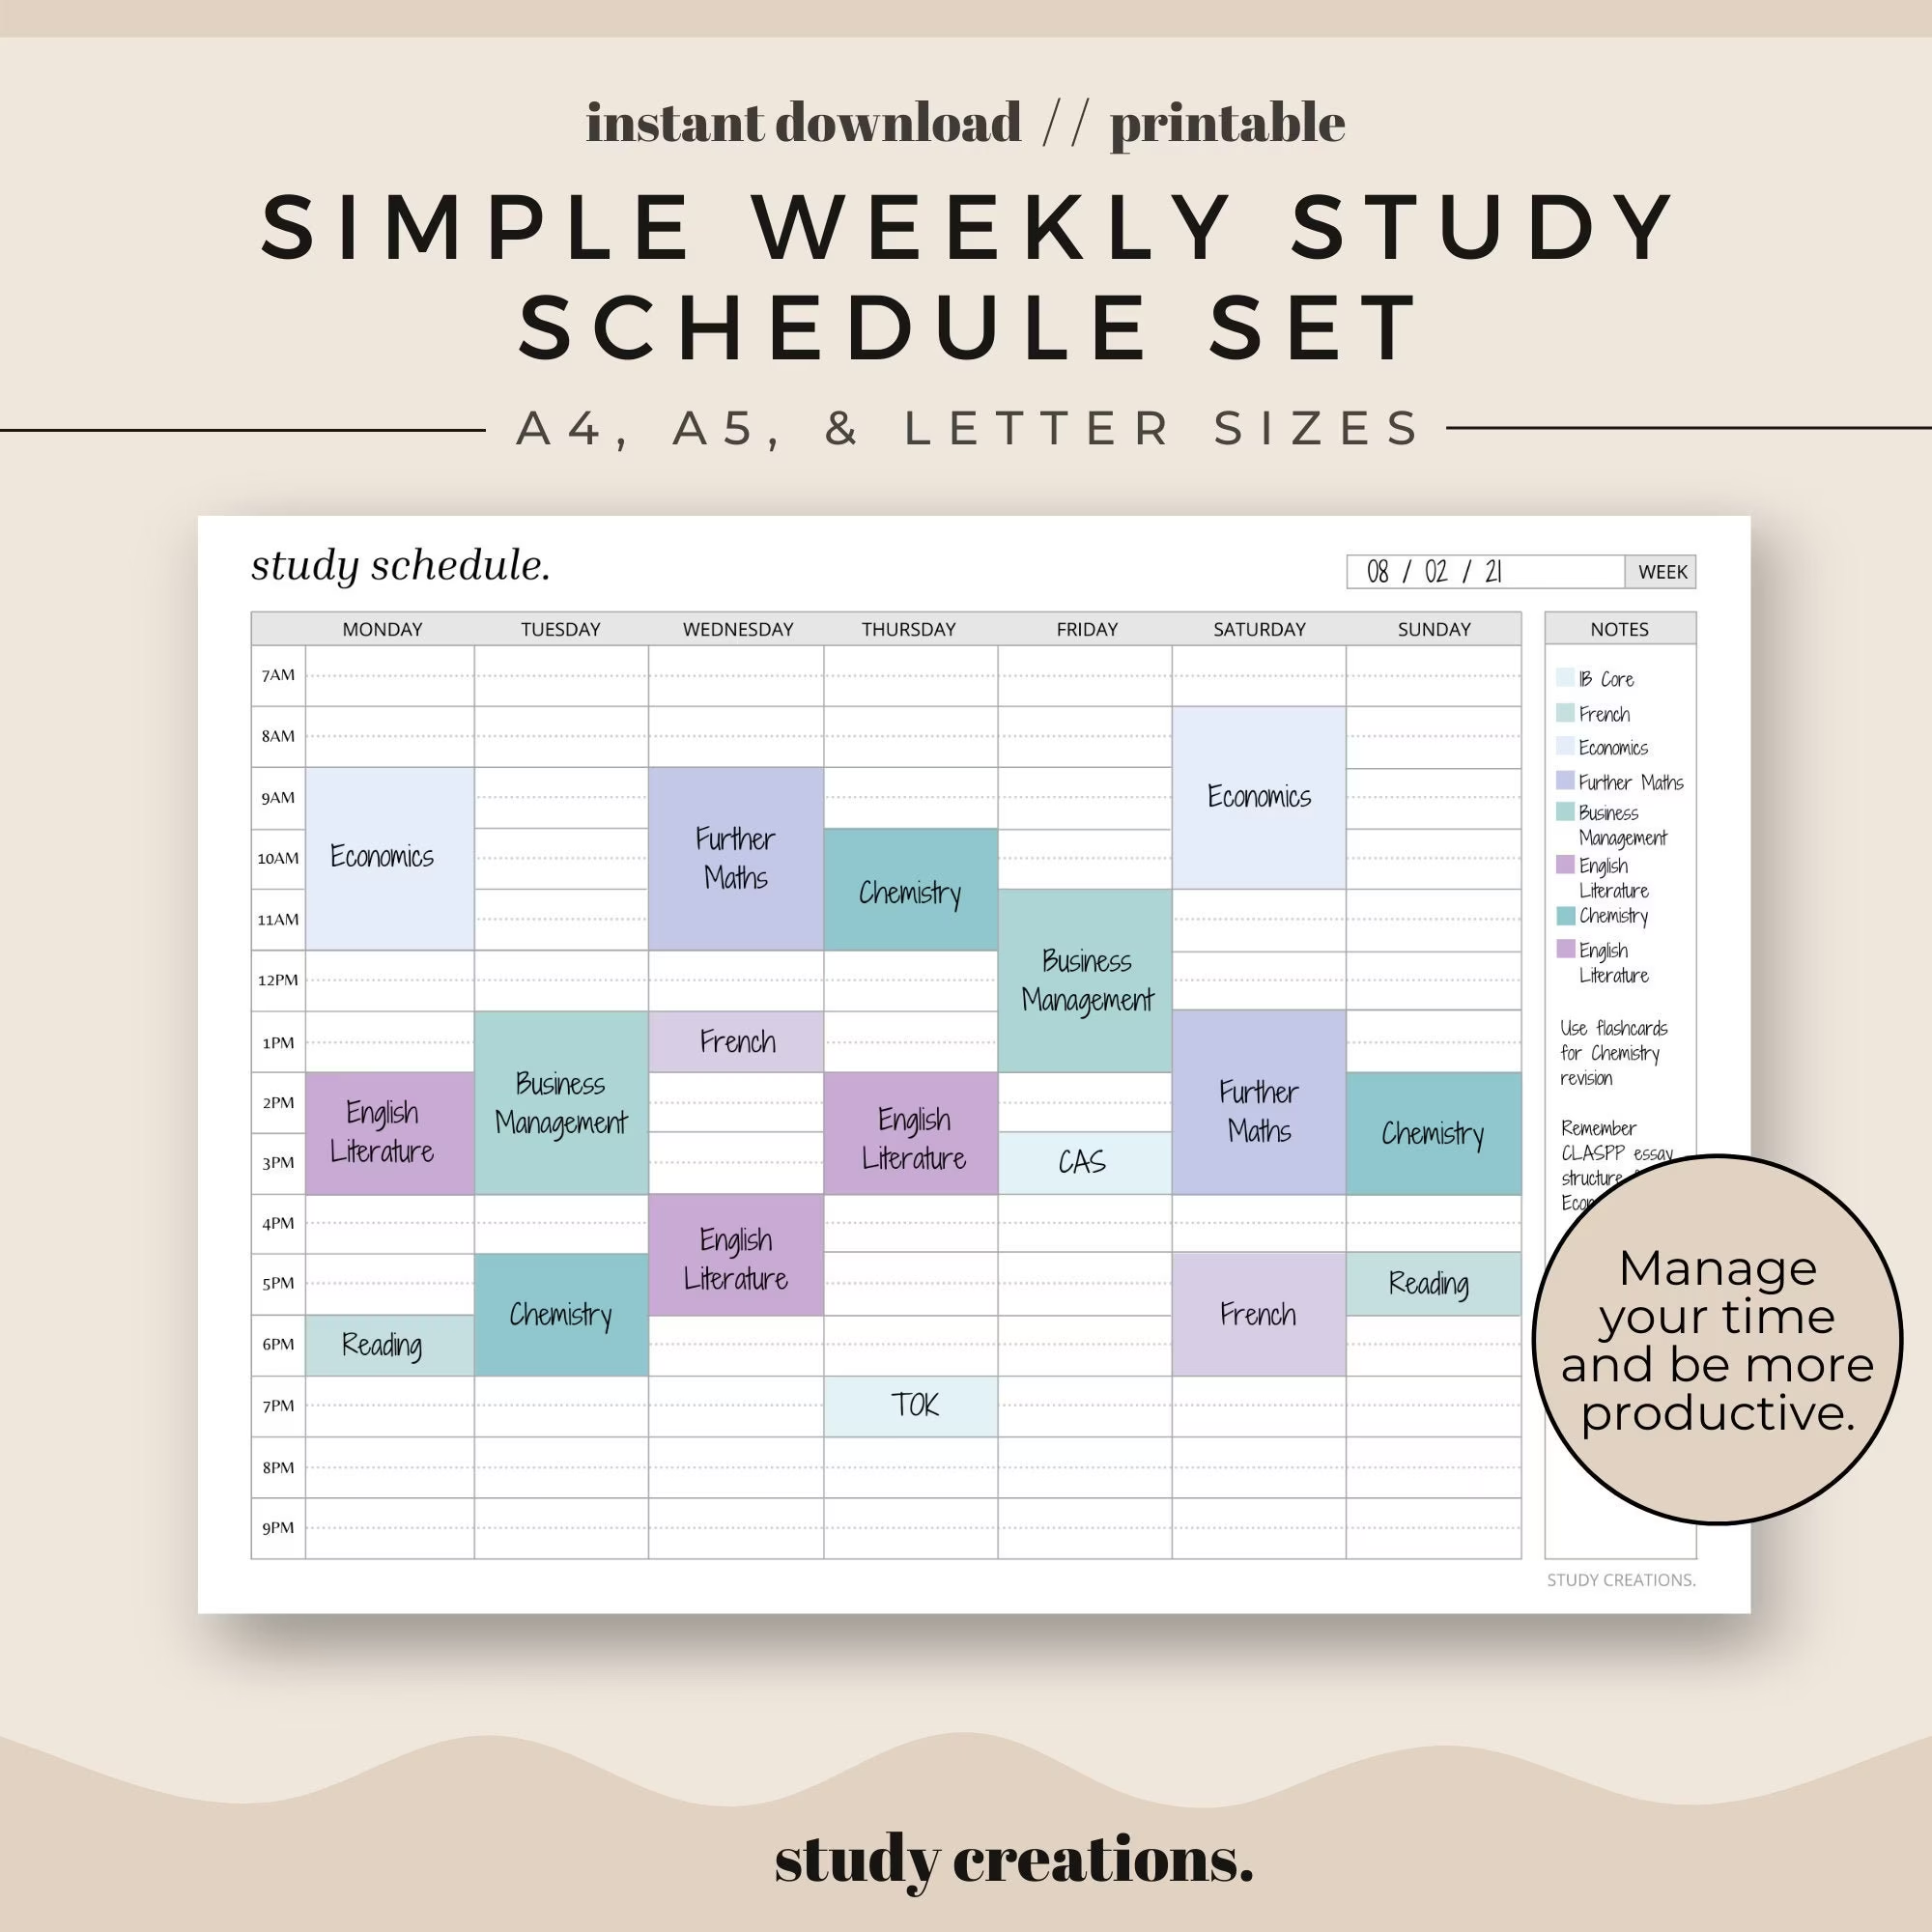 instant download // printable
SIMPLE WEEKLY STUDY
SCHEDULE SET
A4, A5, & LETTER SIZES
study schedule.
08 / 02 / 21 WEEK
MONDAY TUESDAY WEDNESDAY THURSDAY FRIDAY SATURDAY SUNDAY
7AM
8AM
9AM
10AM
11AM
12PM
1PM
2PM
3PM
4PM
5PM
6PM
7PM
8PM
9PM
Economics
English
Literature
Reading
Business
Management
Chemistry
Further
Maths
French
English
Literature
Chemistry
English
Literature
TOK
Business
Management
CAS
Economics
Further
Maths
French
Chemistry
Reading
NOTES
IB Core
French
Economics
Further Maths
Business
Management
English
Literature
Chemistry
English
Literature
Use flashcards
for Chemistry
revision
Remember
CLASPP essay
structure
Manage
your time
and be more
productive.
STUDY CREATIONS.
study creations.